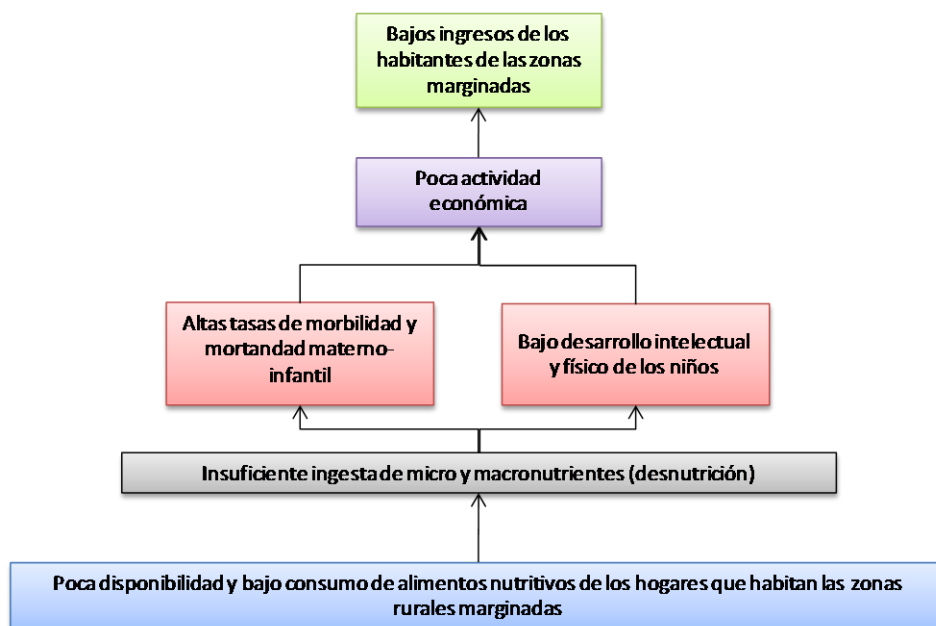 Bajos ingresos de los
habitantes de las zonas
marginadas
Poca actividad
económica
Altas tasas de morbilidad y
mortandad materno-
infantil
Bajo desarrollo intelectual
y físico de los niños
Insuficiente ingesta de micro y macronutrientes (desnutrición)
Poca disponibilidad y bajo consumo de alimentos nutritivos de los hogares que habitan las zonas
rurales marginadas